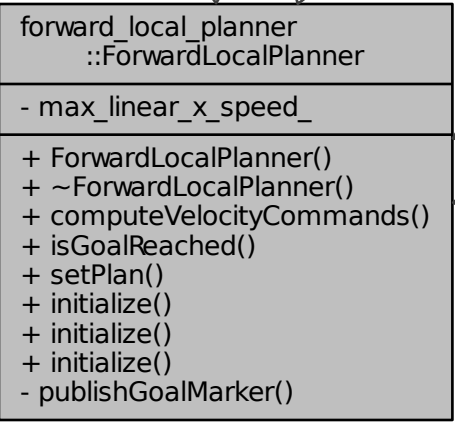 forward_local_planner
::ForwardLocalPlanner
- max_linear_x_speed_
+ ForwardLocalPlanner()
+ ~ForwardLocalPlanner()
+ computeVelocityCommands()
+ isGoalReached()
+ setPlan()
+ initialize()
+ initialize()
+ initialize()
- publishGoalMarker()